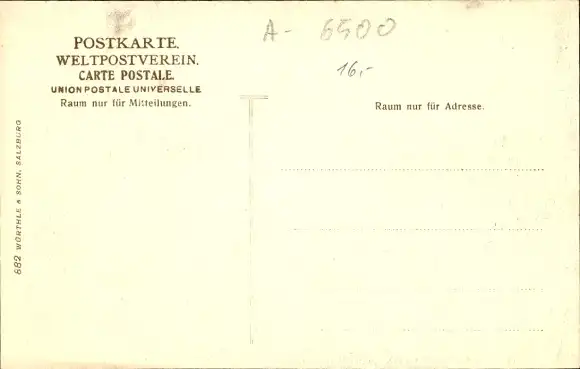 A- 6500
16,-
POSTKARTE.
WELTPOSTVEREIN.
CARTE POSTALE.
UNION POSTALE UNIVERSELLE
Raum nur für Mitteilungen.
Raum nur für Adresse.
682 WÜRTHLE & SOHN, SALZBURG